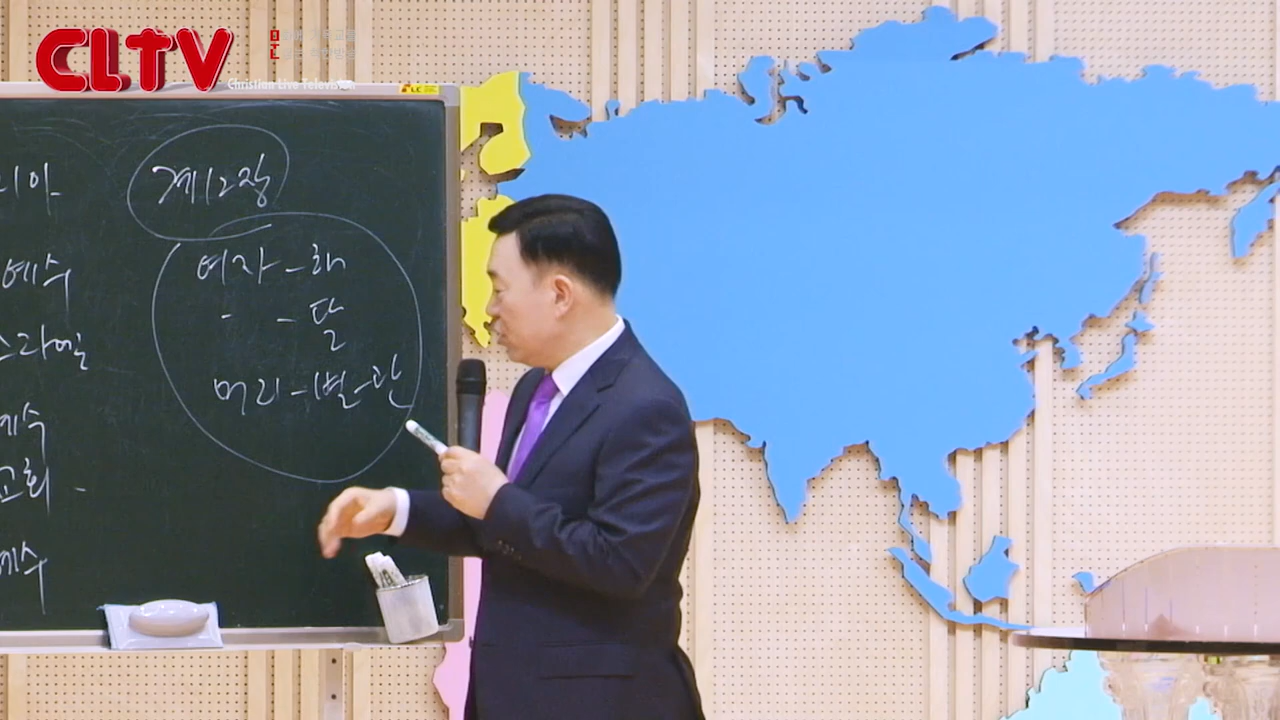 CLTV
Christian Live Television
LC
계12장
여자-해
- -달
머리-별-관
예수
스라엘
예수
교회 -
예수